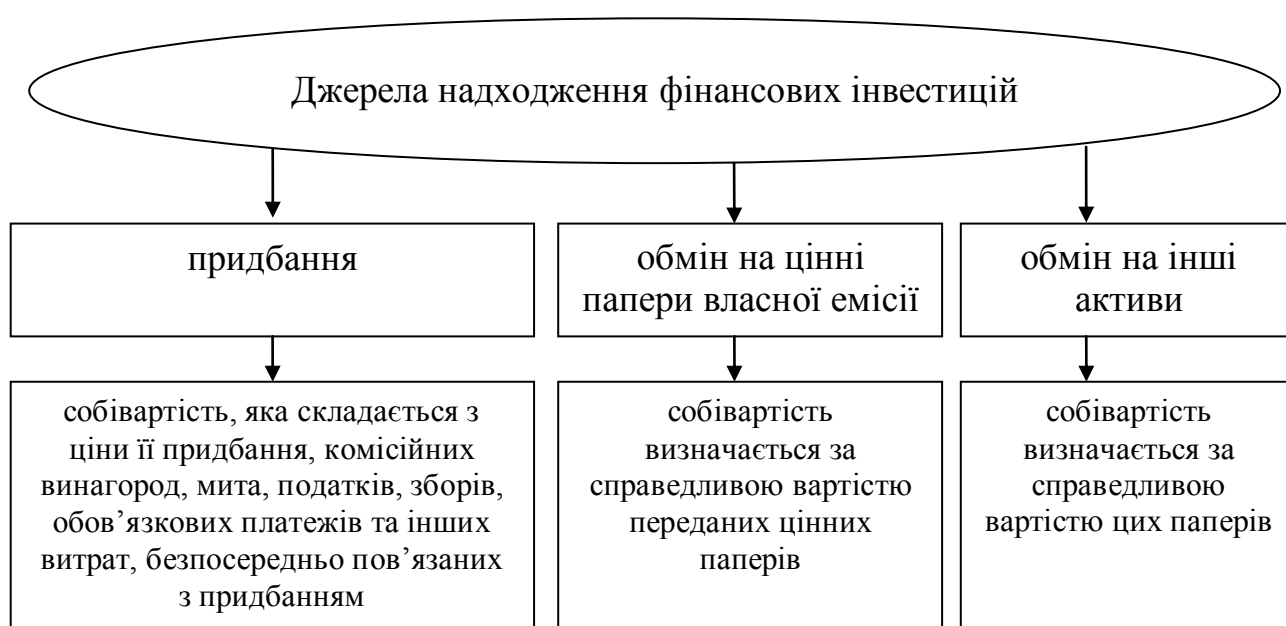 Джерела надходження фінансових інвестицій
придбання
обмін на цінні
папери власної емісії
обмін на інші
активи
собівартість, яка складається з
ціни її придбання, комісійних
винагород, мита, податків, зборів,
обов’язкових платежів та інших
витрат, безпосередньо пов’язаних
з придбанням
собівартість
визначається за
справедливою вартістю
переданих цінних
паперів
собівартість
визначається за
справедливою
вартістю цих паперів